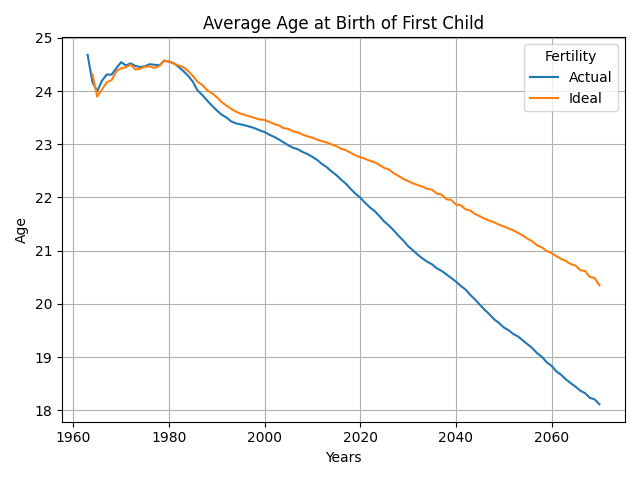 Average Age at Birth of First Child
Fertility
Actual
Ideal
Age
25
24
23
22
21
20
19
18
1960
1980
2000
2020
2040
2060
Years